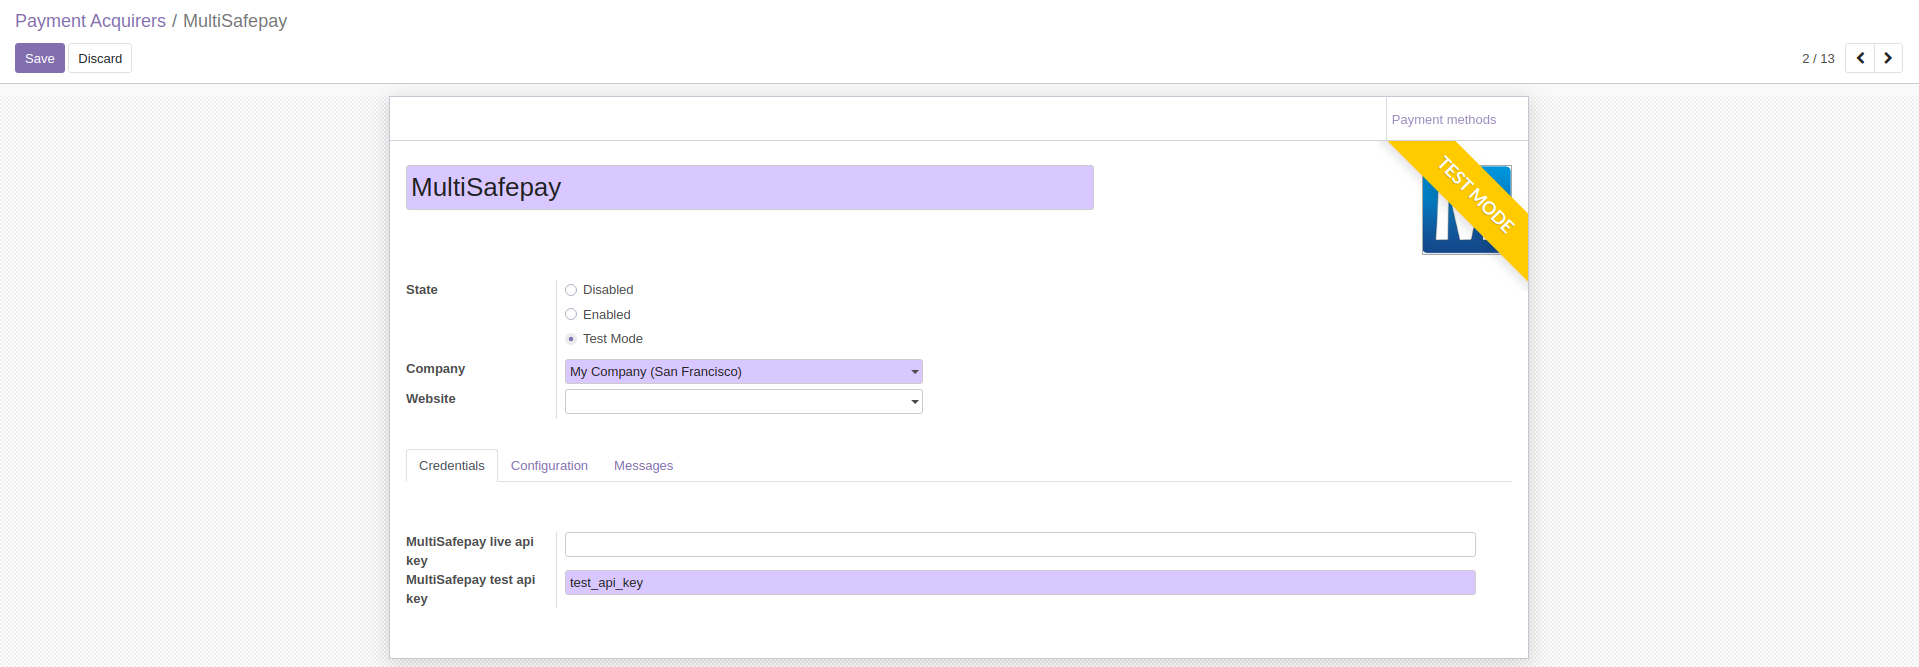 Payment Acquirers / MultiSafepay
Save Discard
2 / 13
Payment methods
TEST MODE
MultiSafepay
State
Disabled
Enabled
Test Mode
Company
My Company (San Francisco)
Website
Credentials Configuration Messages
MultiSafepay live api
key
MultiSafepay test api
key
test_api_key